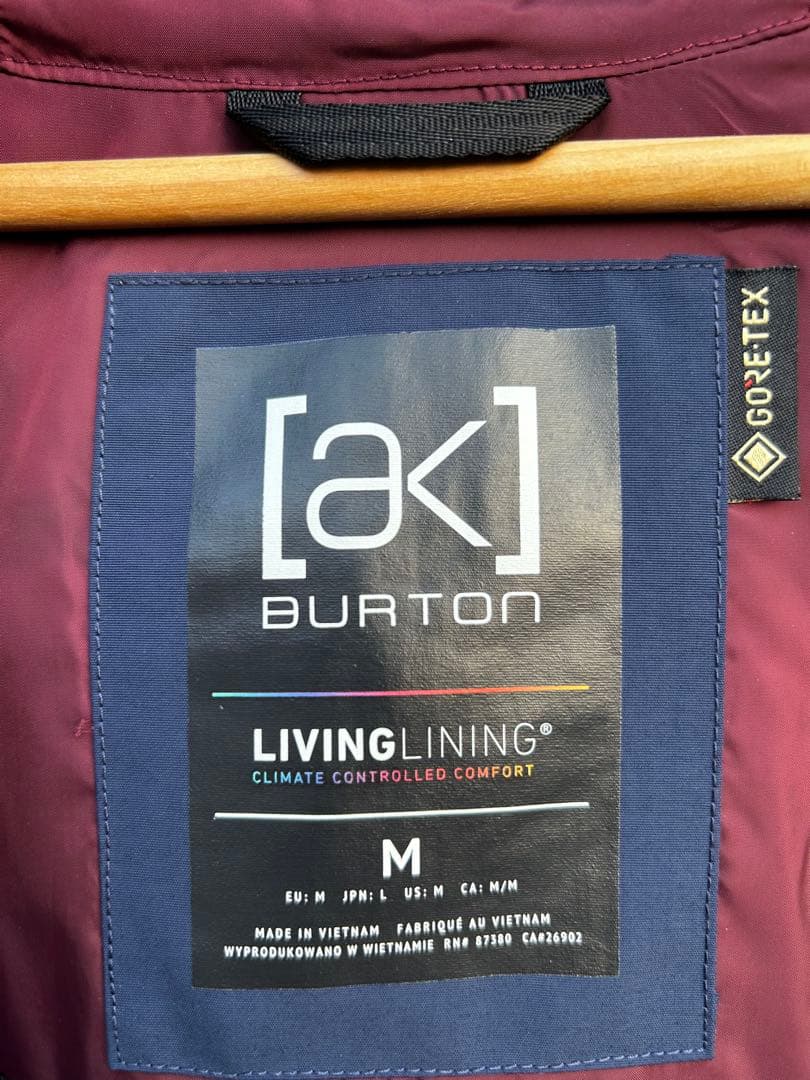 [ak]
BURTON
LIVINGLINING®
CLIMATE CONTROLLED COMFORT
M
EU: M JPN: L US: M CA: M/M
MADE IN VIETNAM FABRIQUÉ AU VIETNAM
WYPRODUKOWANO W WIETNAMIE RN# 87380 CA#26902
GORE-TEX